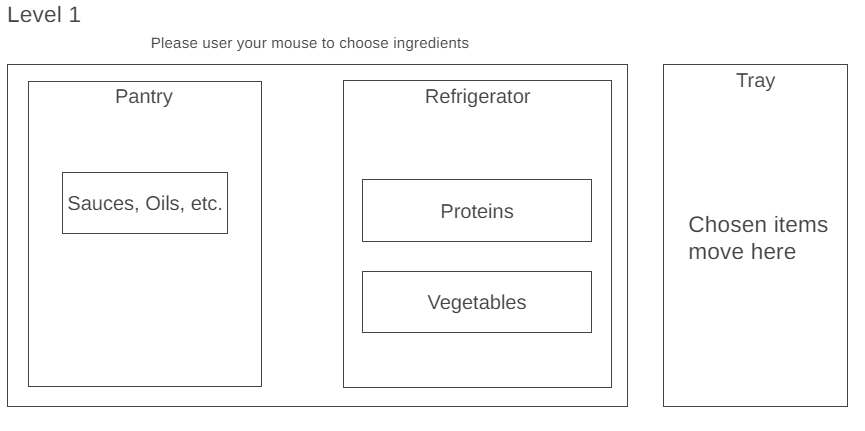 Level 1
Please user your mouse to choose ingredients
Pantry
Sauces, Oils, etc.
Refrigerator
Proteins
Vegetables
Tray
Chosen items
move here